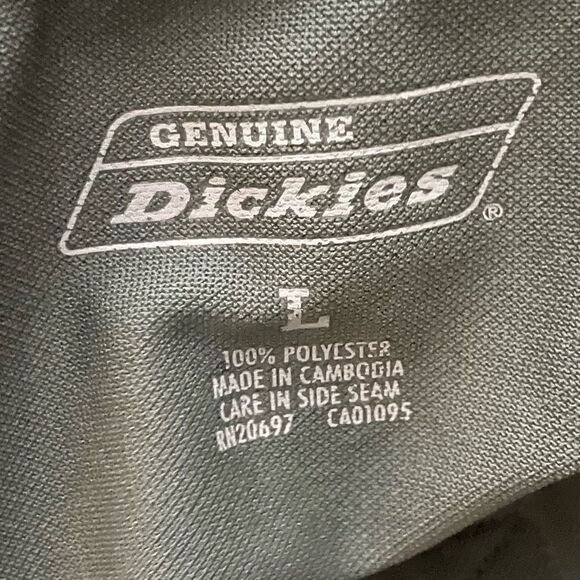 GENUINE
Dickies®
L
100% POLYESTER
MADE IN CAMBODIA
CARE IN SIDE SEAM
RN20697 CA01095